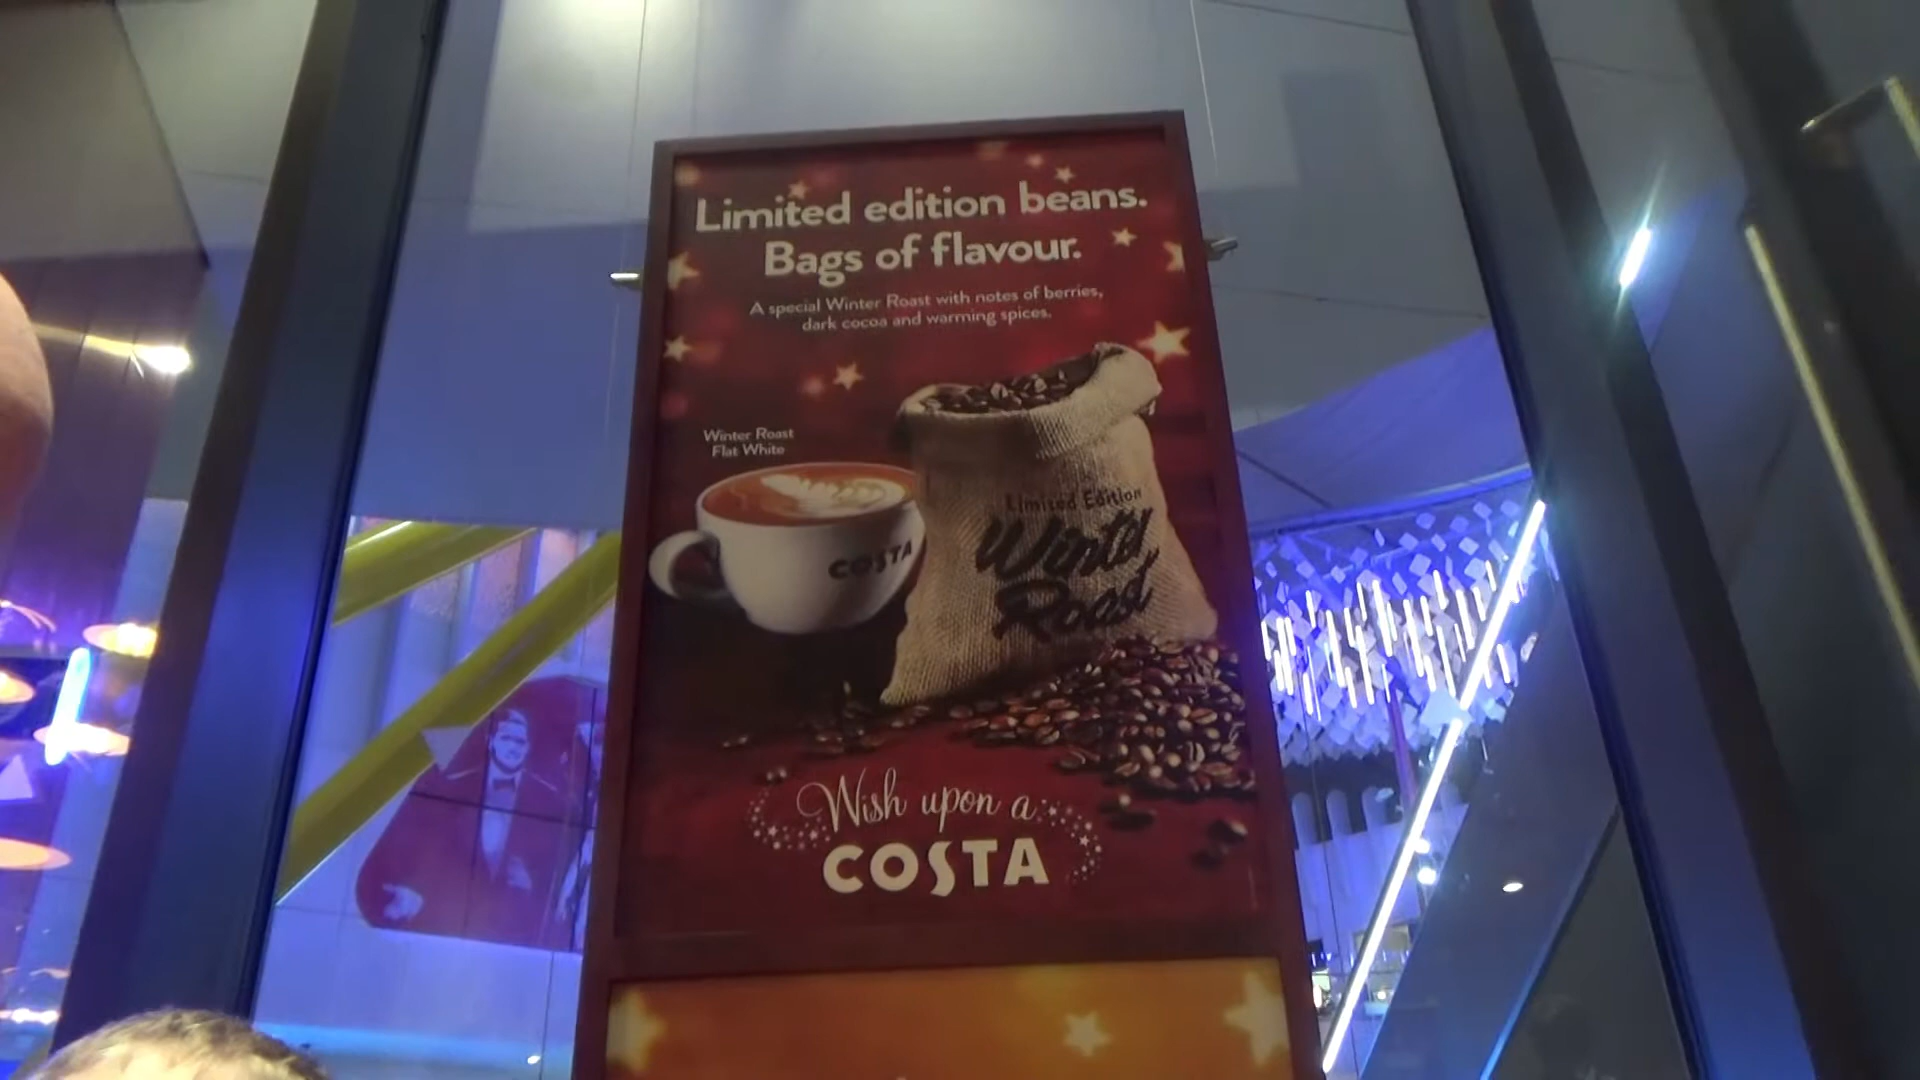 Limited edition beans.
Bags of flavour.
A special Winter Roast with notes of berries,
dark cocoa and warming spices.
Winter Roast
Flat White
COSTA
Limited Edition
Winter
Roast
Wish upon a
COSTA